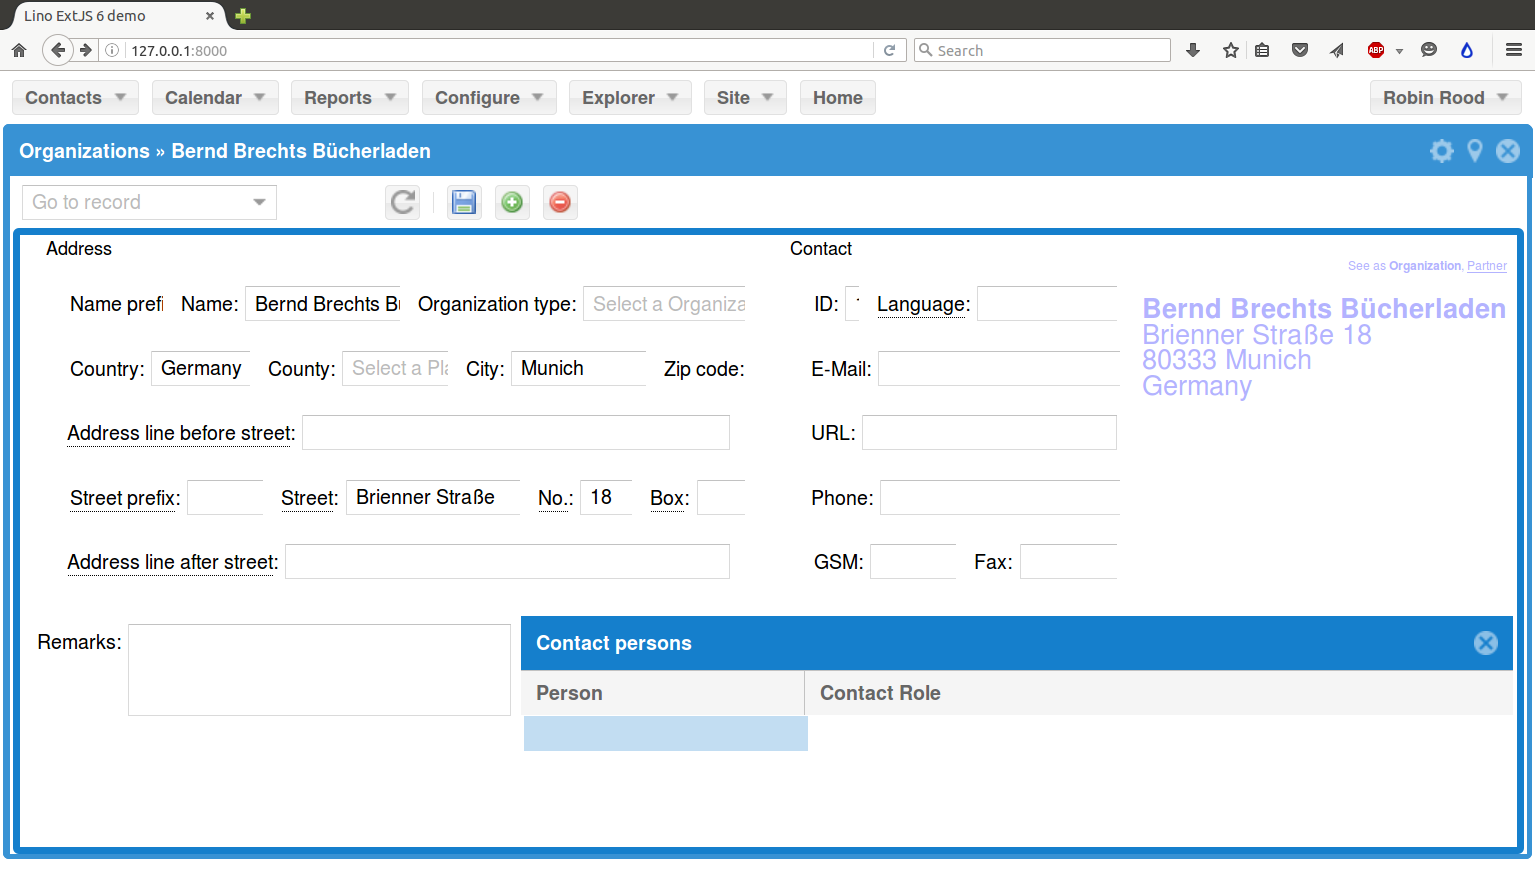 Lino ExtJS 6 demo
127.0.0.1:8000
Search
ABP
Contacts Calendar Reports Configure Explorer Site Home Robin Rood
Organizations » Bernd Brechts Bücherladen
Go to record
Address
Name prefi Name: Bernd Brechts B Organization type: Select a Organiza
Country: Germany County: Select a Pla City: Munich Zip code:
Address line before street:
Street prefix: Street: Brienner Straße No.: 18 Box:
Address line after street:
Contact
ID: Language:
E-Mail:
URL:
Phone:
GSM: Fax:
See as Organization, Partner
Bernd Brechts Bücherladen
Brienner Straße 18
80333 Munich
Germany
Remarks:
Contact persons
Person Contact Role